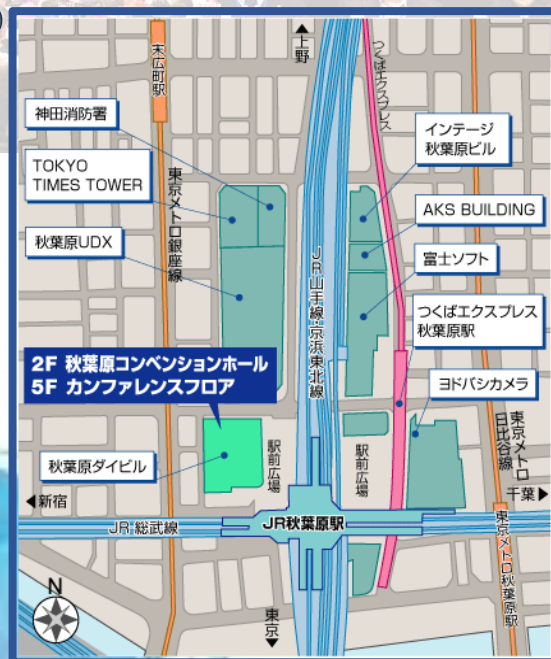 )
上野
つくばエクスプレス
末広町駅
神田消防署
インテージ
秋葉原ビル
TOKYO
TIMES TOWER
AKS BUILDING
東京メトロ銀座線
秋葉原UDX
JR山手線・京浜東北線
富士ソフト
つくばエクスプレス
秋葉原駅
2F 秋葉原コンベンションホール
5F カンファレンスフロア
ヨドバシカメラ
東京メトロ
日比谷線
秋葉原ダイビル
駅前広場
駅前広場
新宿
千葉
JR総武線
JR秋葉原駅
東京メトロ秋葉原駅
N
東京